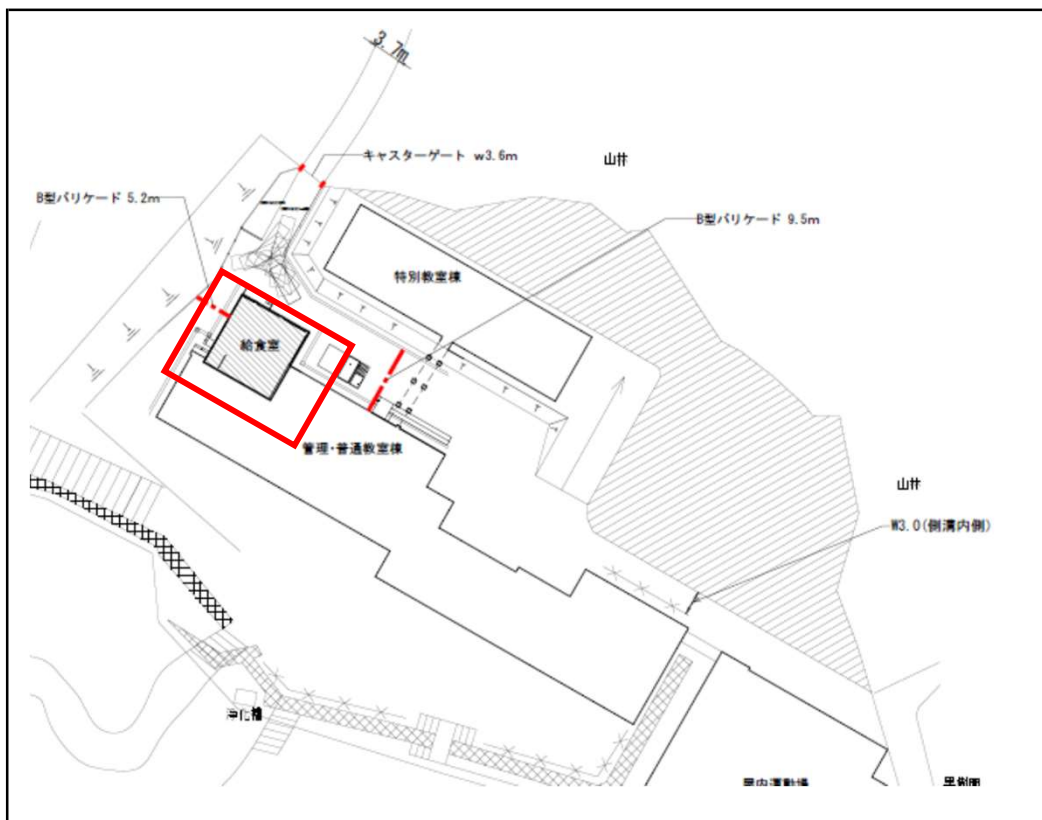 3.7m
キャスターゲート w3.6m
山林
B型バリケード 5.2m
B型バリケード 9.5m
特別教室棟
給食室
管理・普通教室棟
山林
W3.0(側溝内側)
浄化槽
屋内運動場